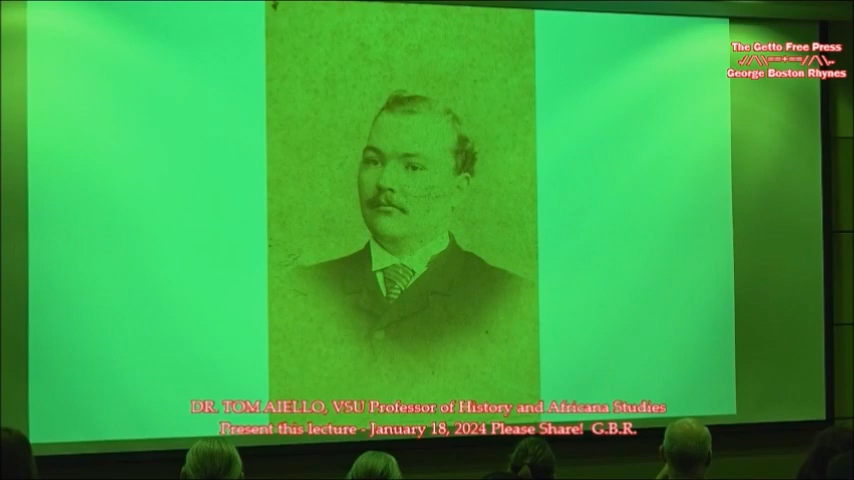 The Getto Free Press
George Boston Rhynes
DR. TOM AIELLO, VSU Professor of History and Africana Studies
Present this lecture - January 18, 2024 Please Share! G.B.R.